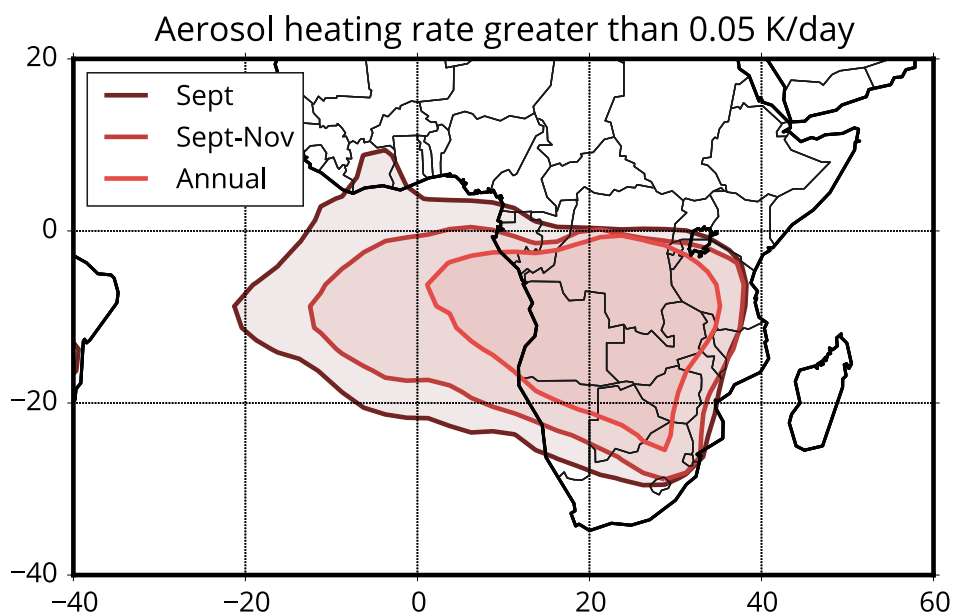 Aerosol heating rate greater than 0.05 K/day
20
Sept
Sept-Nov
Annual
0
−20
−40
−40 −20 0 20 40 60